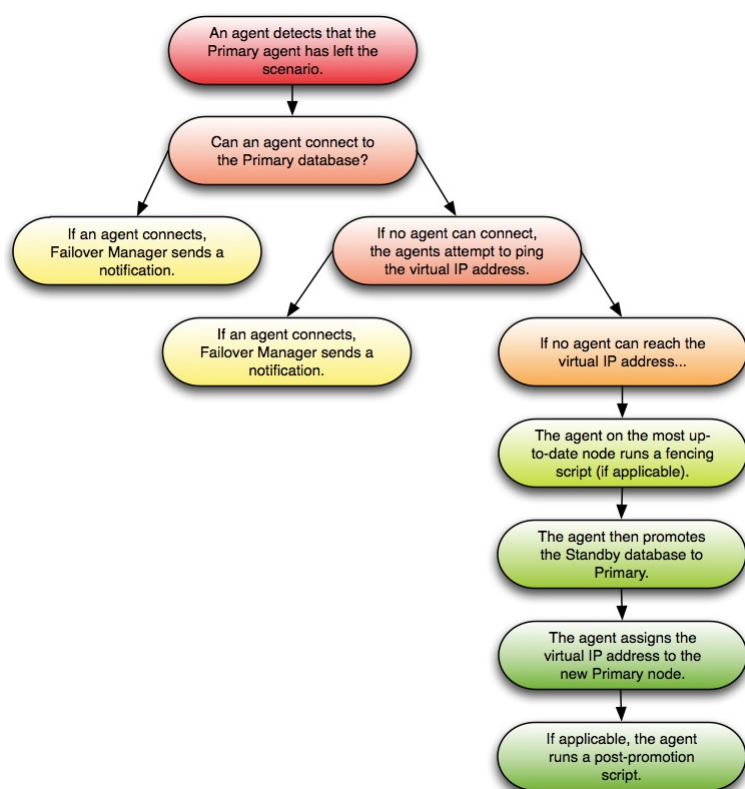 An agent detects that the
Primary agent has left the
scenario.
Can an agent connect to
the Primary database?
If an agent connects,
Failover Manager sends a
notification.
If no agent can connect,
the agents attempt to ping
the virtual IP address.
If an agent connects,
Failover Manager sends a
notification.
If no agent can reach the
virtual IP address...
The agent on the most up-
to-date node runs a fencing
script (if applicable).
The agent then promotes
the Standby database to
Primary.
The agent assigns the
virtual IP address to the
new Primary node.
If applicable, the agent
runs a post-promotion
script.